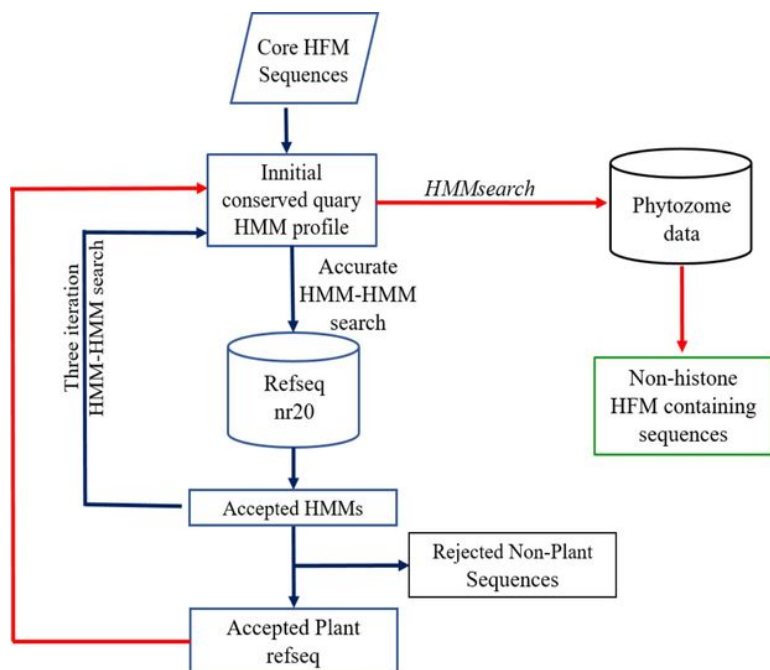 Core HFM
Sequences
Innitial
conserved quary
HMM profile
HMMsearch
Phytozome
data
Accurate
HMM-HMM
search
Three iteration
HMM-HMM search
Refseq
nr20
Non-histone
HFM containing
sequences
Accepted HMMs
Rejected Non-Plant
Sequences
Accepted Plant
refseq